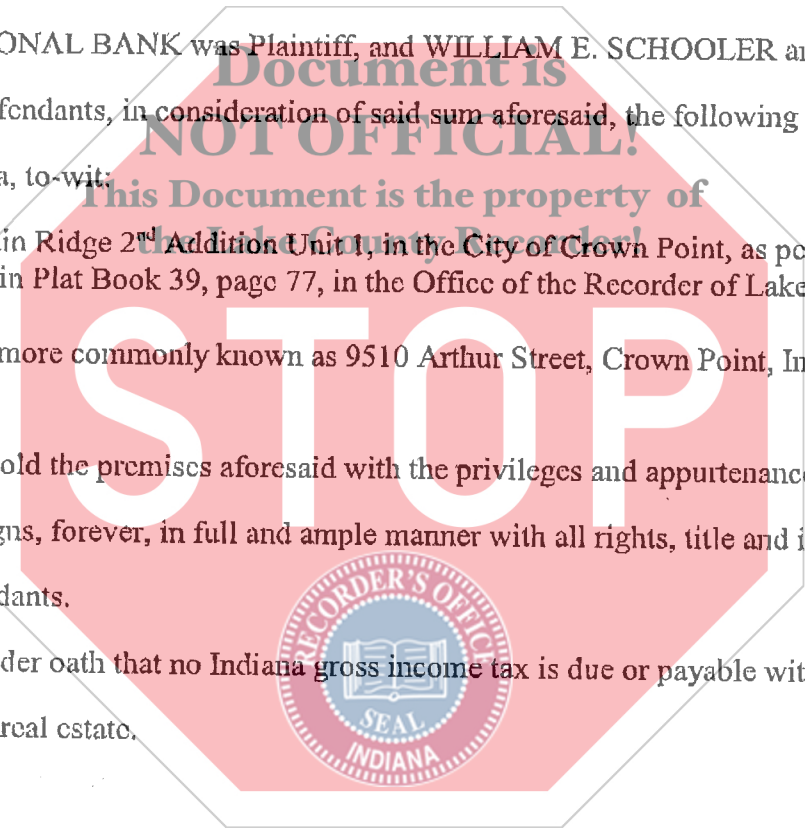 ONAL BANK was Plaintiff, and WILLIAM E. SCHOOLER
Document is
fendants, in consideration of said sum aforesaid, the following
NOT OFFICIAL!
a, to-wit:
This Document is the property of
the Lake County Recorder!
in Ridge 2nd Addition Unit 1, in the City of Crown Point, as
in Plat Book 39, page 77, in the Office of the Recorder of Lake
more commonly known as 9510 Arthur Street, Crown Point, In
STOP
old the premises aforesaid with the privileges and appurtenance
gns, forever, in full and ample manner with all rights, title and i
dants.
der oath that no Indiana gross income tax is due or payable wit
real estate.
RECORDER'S OFFICE
SEAL
INDIANA